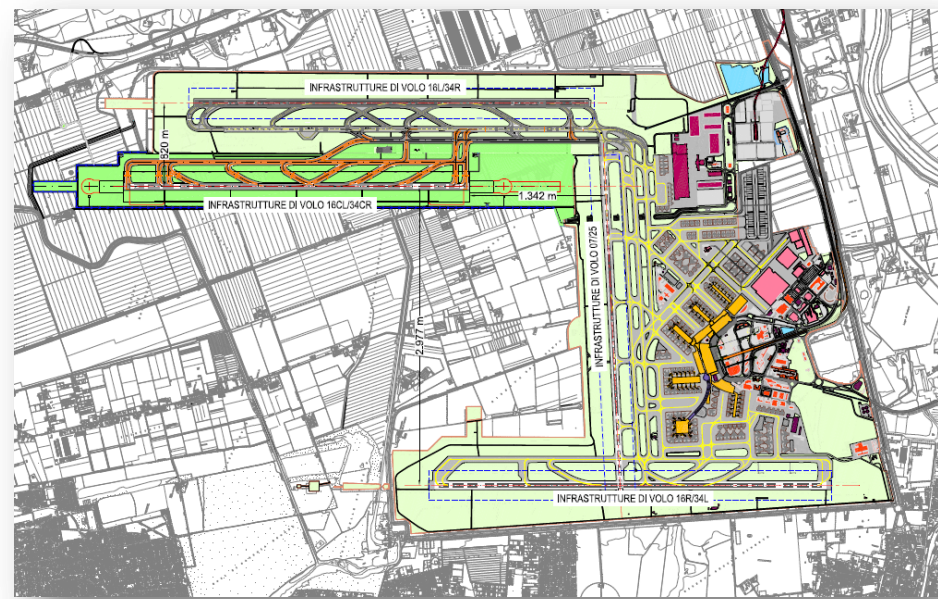 INFRASTRUTTURE DI VOLO 16L/34R
820 m
1.342 m
INFRASTRUTTURE DI VOLO 16CL/34CR
INFRASTRUTTURE DI VOLO 07/25
2.977 m
INFRASTRUTTURE DI VOLO 16R/34L